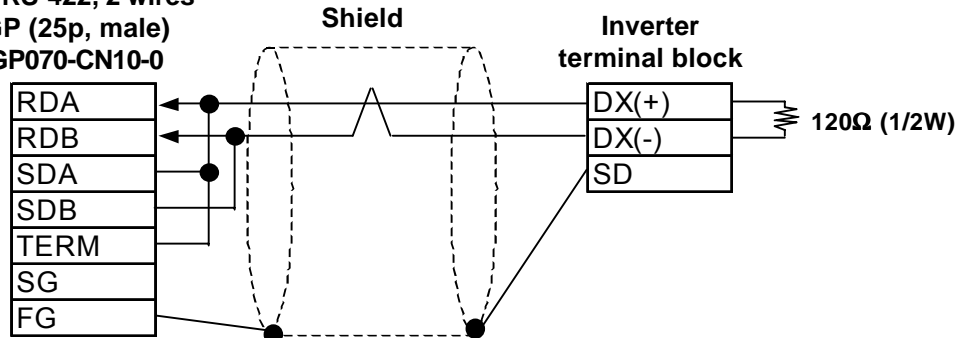 RS-422, 2 wires
GP (25p, male)
GP070-CN10-0
Shield
Inverter
terminal block
RDA
RDB
SDA
SDB
TERM
SG
FG
DX(+)
DX(-)
SD
120Ω (1/2W)